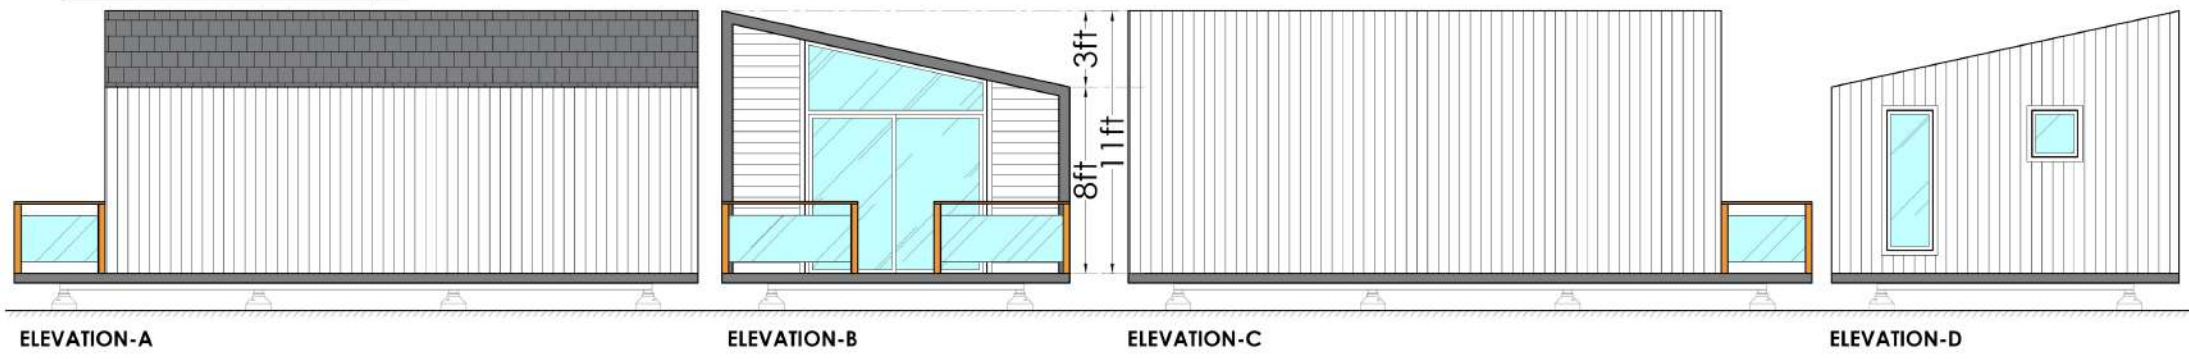 3ft
11ft
8ft
ELEVATION-A
ELEVATION-B
ELEVATION-C
ELEVATION-D